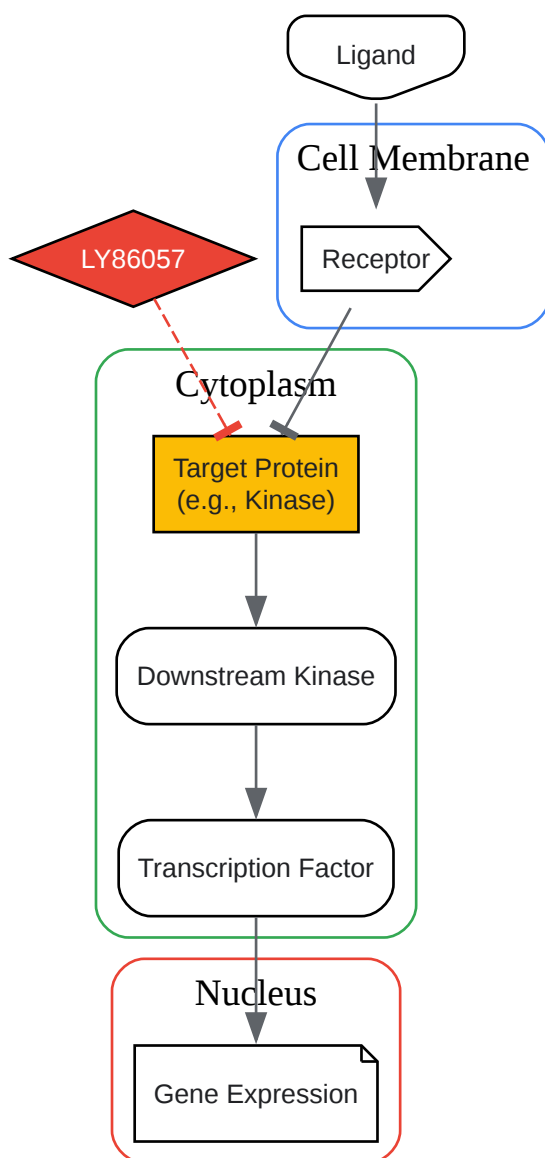 Ligand
Cell Membrane
Receptor
LY86057
Cytoplasm
Target Protein
(e.g., Kinase)
Downstream Kinase
Transcription Factor
Nucleus
Gene Expression